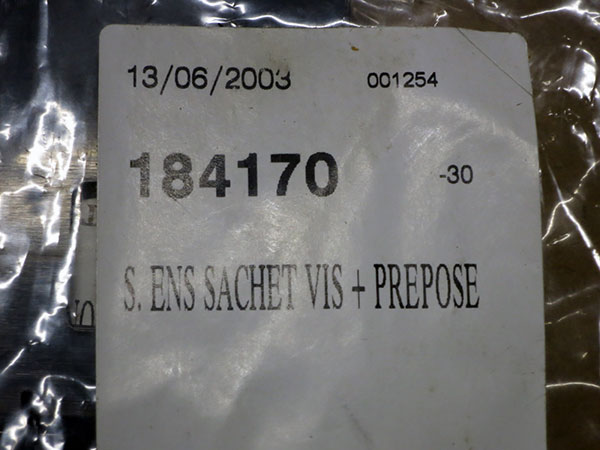 13/06/2003 001254
184170 -30
S. ENS SACHET VIS + PREPOSE